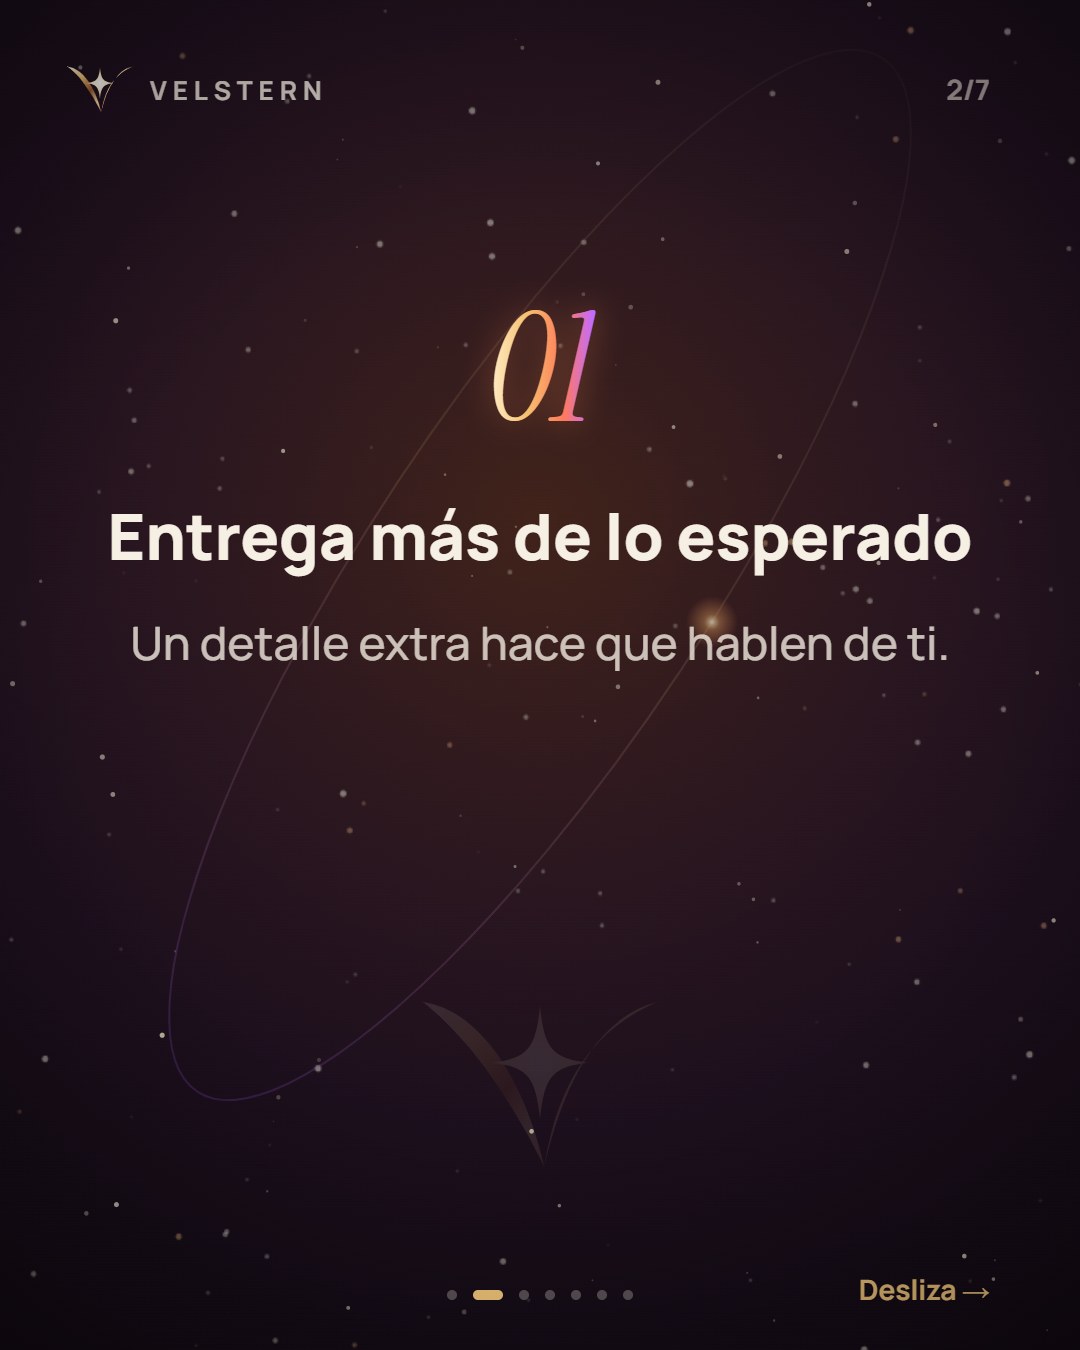 VELSTERN
2/7
01
Entrega más de lo esperado
Un detalle extra hace que hablen de ti.
Desliza →